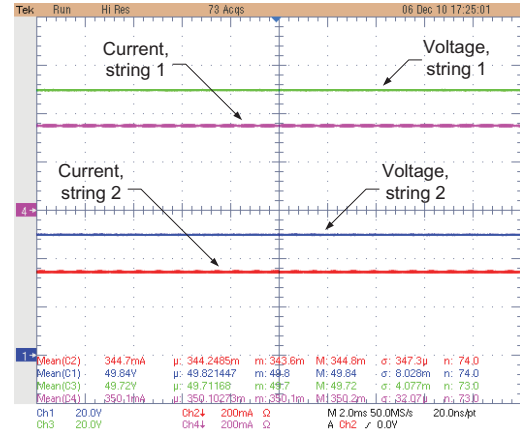 Tek Run Hi Res 73 Acqs 06 Dec 10 17:25:01
Current,
string 1
Voltage,
string 1
Current,
string 2
Voltage,
string 2
4
1
Mean(C2) 344.7mA µ: 344.2485m m: 343.6m M: 344.8m σ: 347.3µ n: 74.0
Mean(C1) 49.84V µ: 49.821447 m: 49.8 M: 49.84 σ: 8.028m n: 74.0
Mean(C3) 49.72V µ: 49.71168 m: 49.7 M: 49.72 σ: 4.077m n: 73.0
Mean(C4) 350.1mA µ: 350.10273m m: 350.1m M: 350.2m σ: 32.07µ n: 73.0
Ch1 20.0V Ch2↓ 200mA Ω M 2.0ms 50.0MS/s 20.0ns/pt
Ch3 20.0V Ch4↓ 200mA Ω A Ch2 ∕ 0.0V